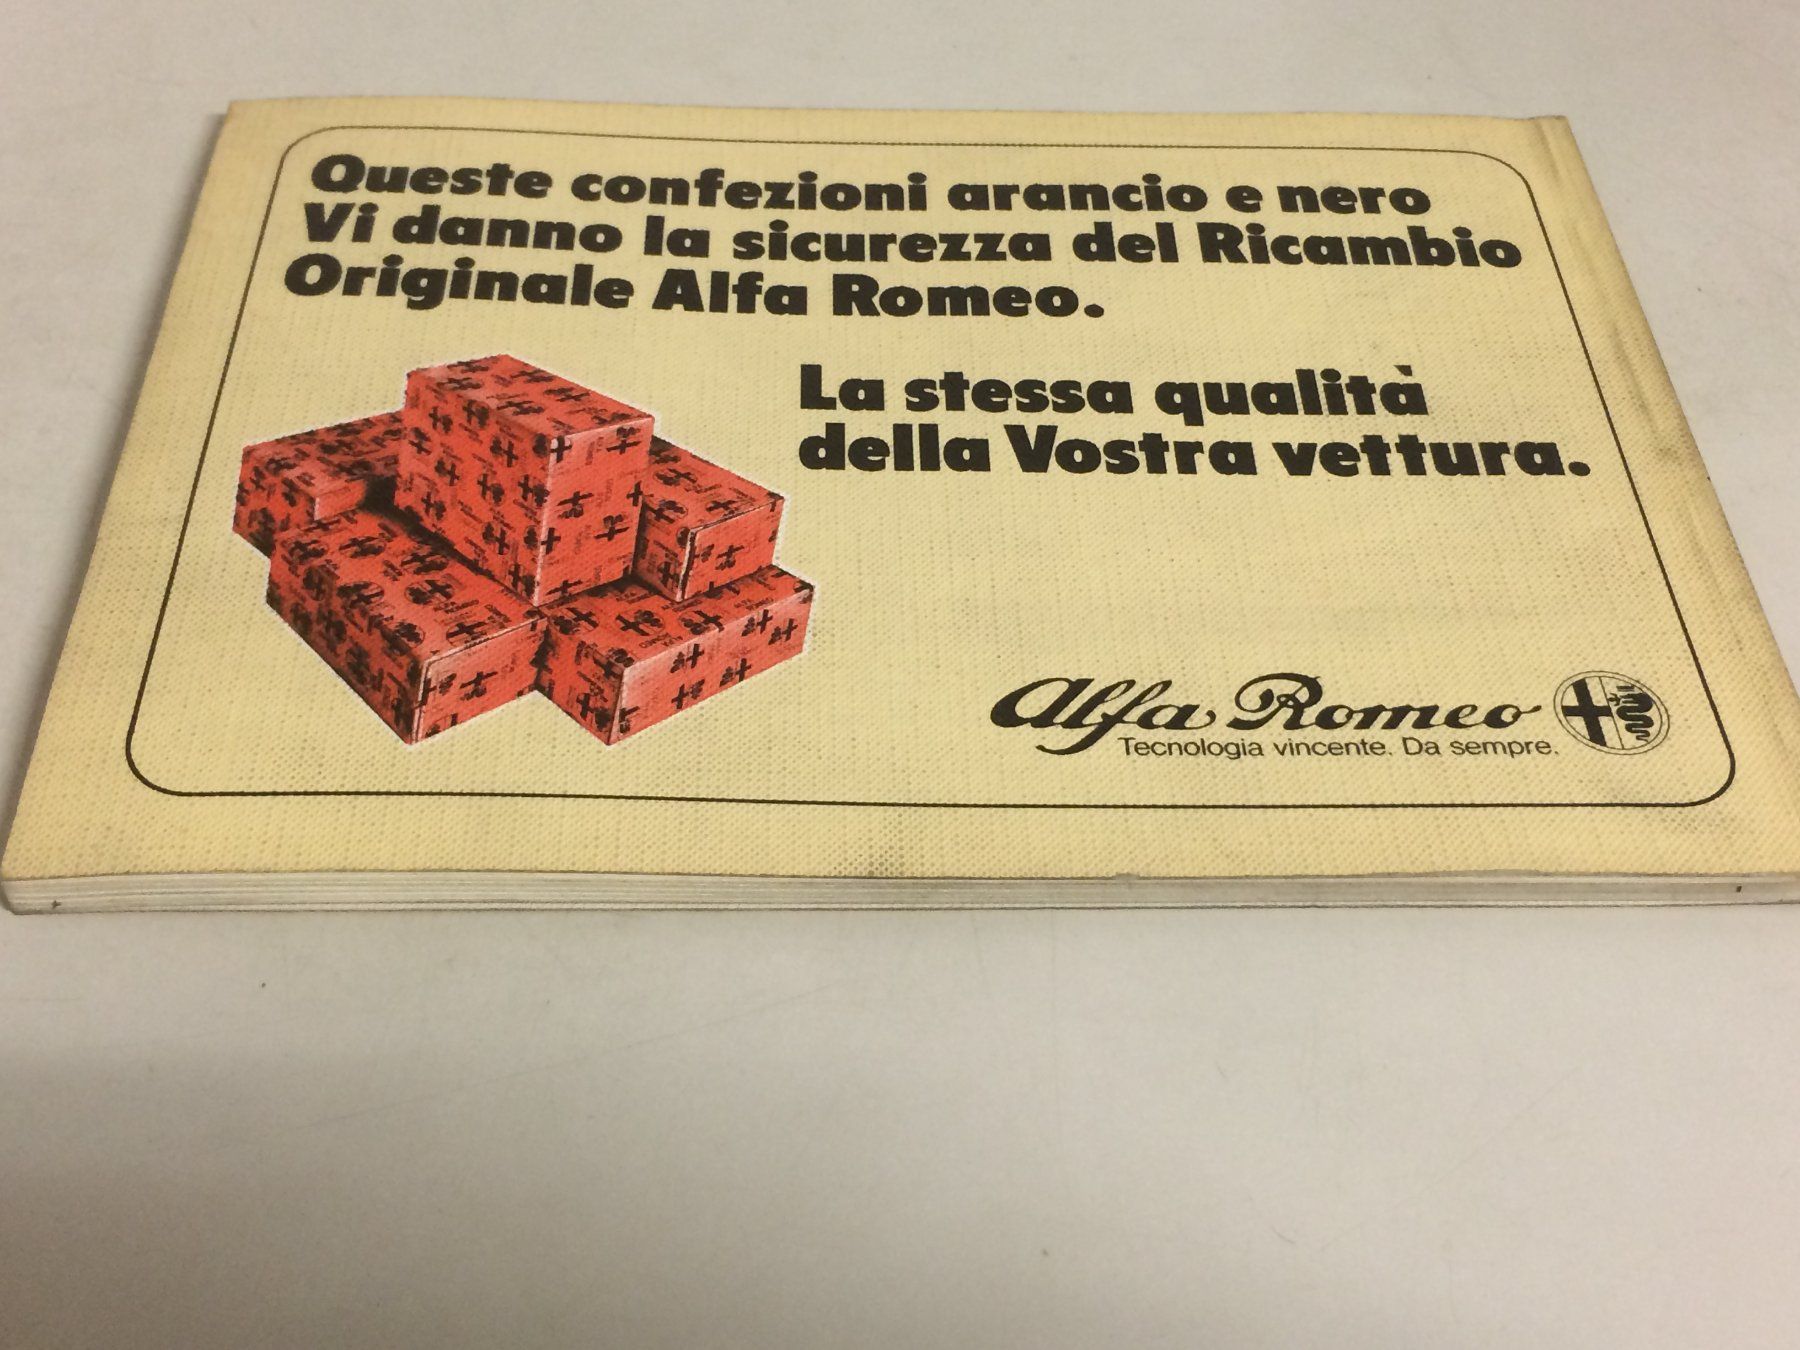 Queste confezioni arancio e nero
Vi danno la sicurezza del Ricambio
Originale Alfa Romeo.
La stessa qualità
della Vostra vettura.
Alfa Romeo
Tecnologia vincente. Da sempre.